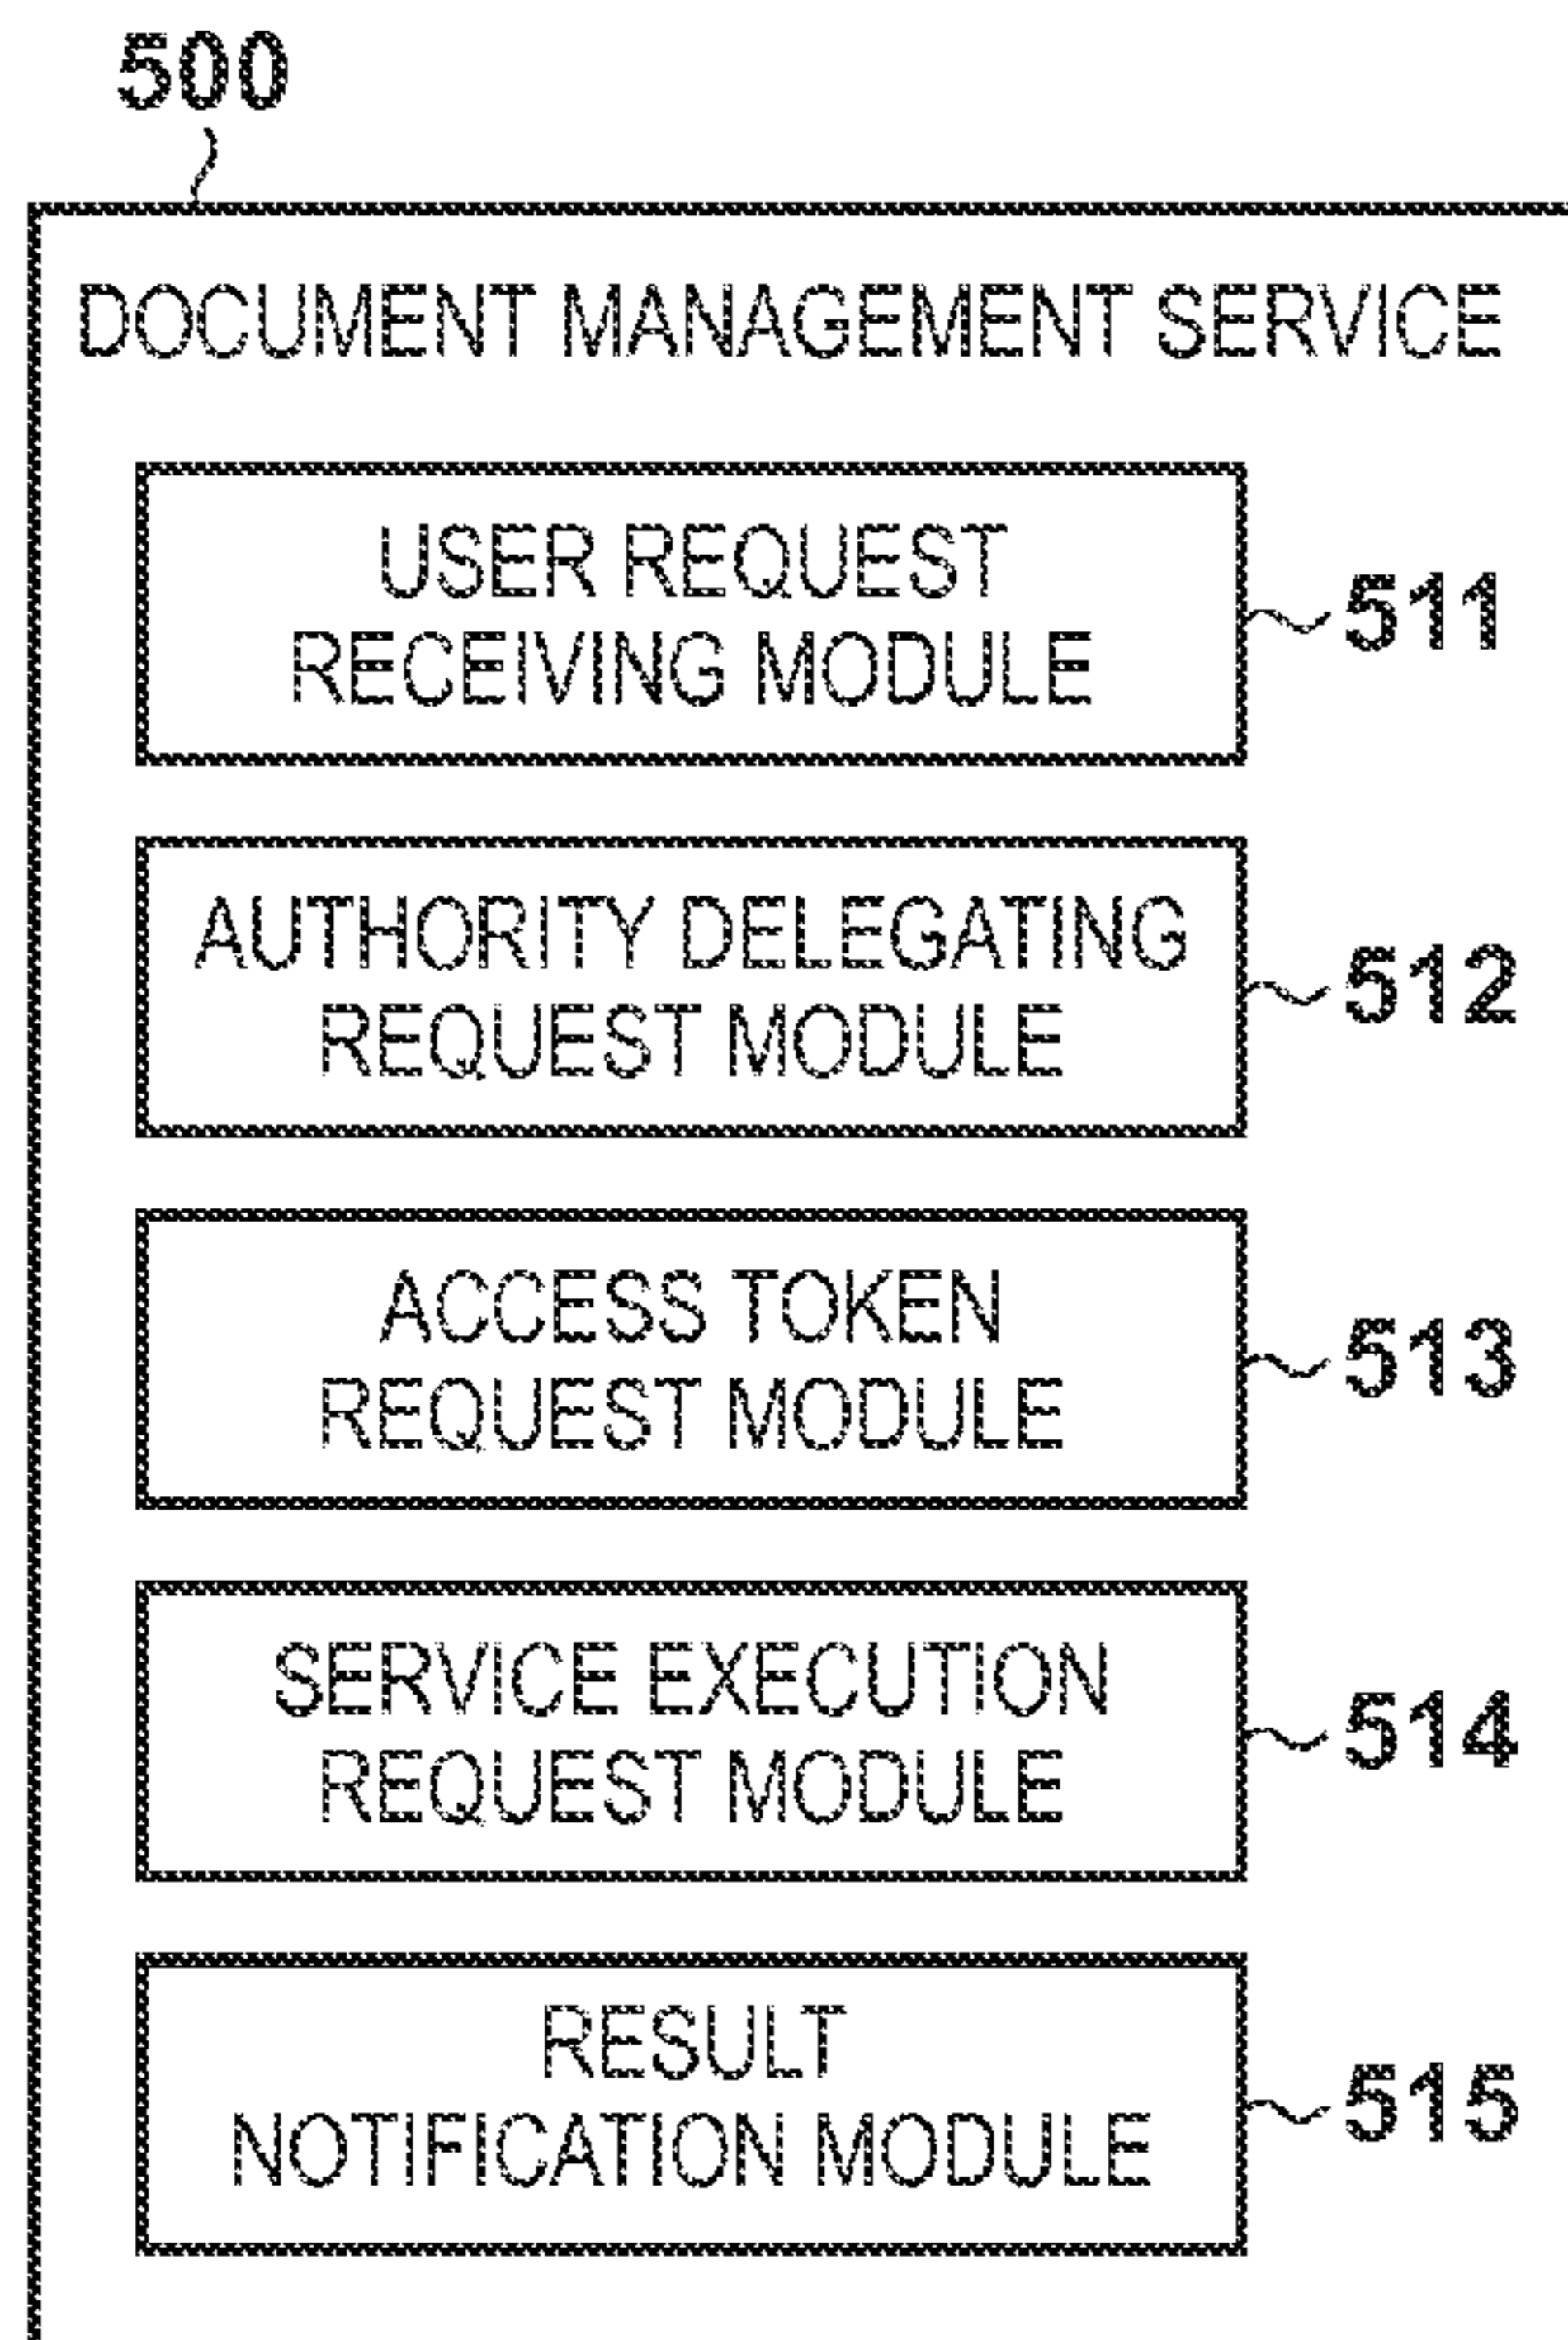 500
DOCUMENT MANAGEMENT SERVICE
USER REQUEST
RECEIVING MODULE
511
AUTHORITY DELEGATING
REQUEST MODULE
512
ACCESS TOKEN
REQUEST MODULE
513
SERVICE EXECUTION
REQUEST MODULE
514
RESULT
NOTIFICATION MODULE
515